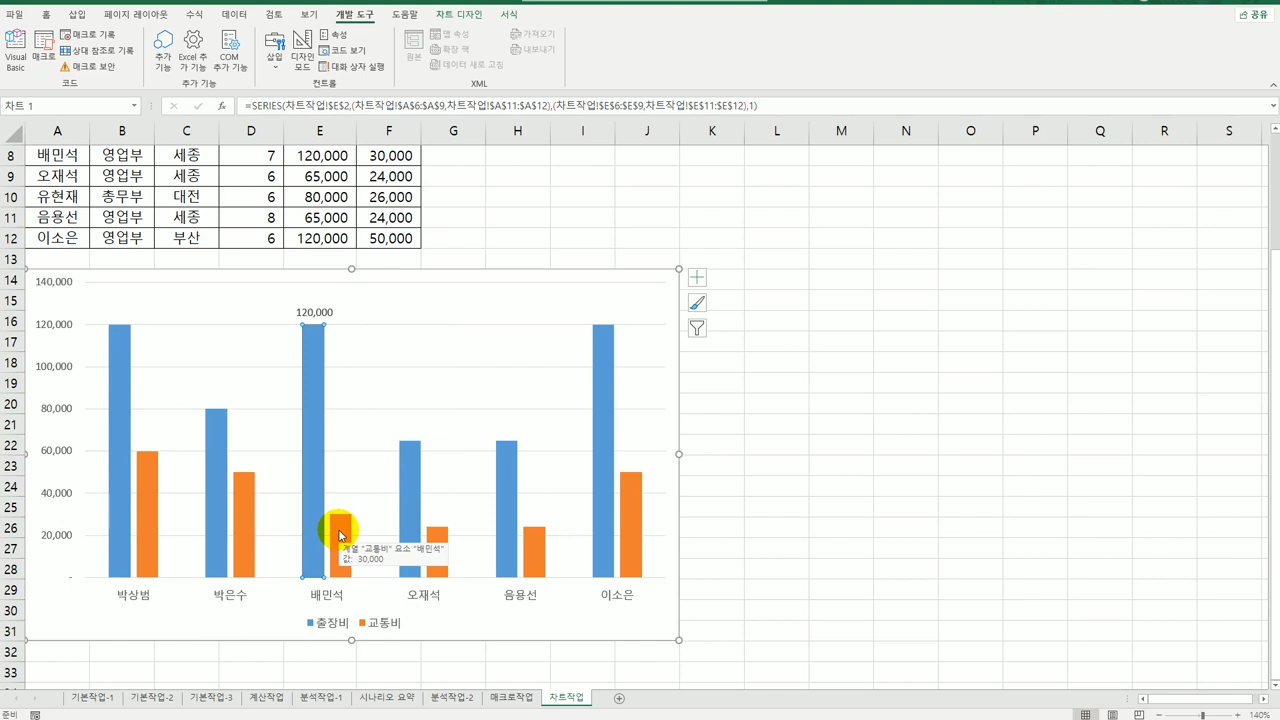 파일 홈 삽입 페이지 레이아웃 수식 데이터 검토 보기 개발 도구 도움말 차트 디자인 서식 공유
Visual Basic 매크로 매크로 기록 상대 참조로 기록 매크로 보안
추가 기능 Excel 추가 기능 COM 추가 기능
삽입 디자인 모드 속성 코드 보기 대화 상자 실행
원본 맵 속성 확장 팩 데이터 새로 고침 가져오기 내보내기
코드 추가 기능 컨트롤 XML
차트 1 fx =SERIES(차트작업!$E$2,(차트작업!$A$6:$A$9,차트작업!$A$11:$A$12),(차트작업!$E$6:$E$9,차트작업!$E$11:$E$12),1)
A B C D E F G H I J K L M N O P Q R S
8 배민석 영업부 세종 7 120,000 30,000
9 오재석 영업부 세종 6 65,000 24,000
10 유현재 총무부 대전 6 80,000 26,000
11 음용선 영업부 세종 8 65,000 24,000
12 이소은 영업부 부산 6 120,000 50,000
13
14
15
16
17
18
19
20
21
22
23
24
25
26
27
28
29
30
31
32
33
140,000
120,000
120,000
100,000
80,000
60,000
40,000
20,000
-
계열 "교통비" 요소 "배민석"
값: 30,000
박상범 박은수 배민석 오재석 음용선 이소은
출장비 교통비
기본작업-1 기본작업-2 기본작업-3 계산작업 분석작업-1 시나리오 요약 분석작업-2 매크로작업 차트작업
준비 140%